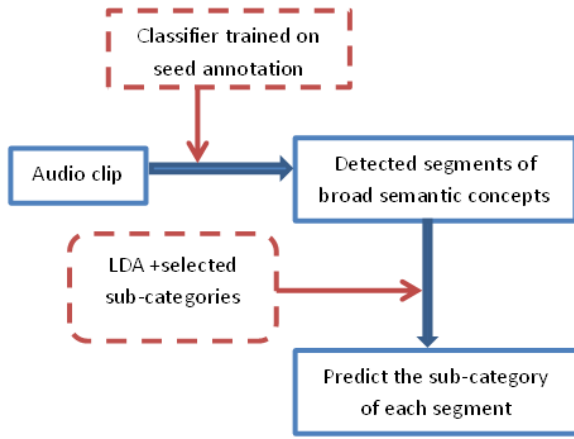 Classifier trained on
seed annotation
Audio clip
Detected segments of
broad semantic concepts
LDA +selected
sub-categories
Predict the sub-category
of each segment